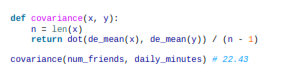 def covariance(x, y):
    n = len(x)
    return dot(de_mean(x), de_mean(y)) / (n - 1)
covariance(num_friends, daily_minutes) # 22.43